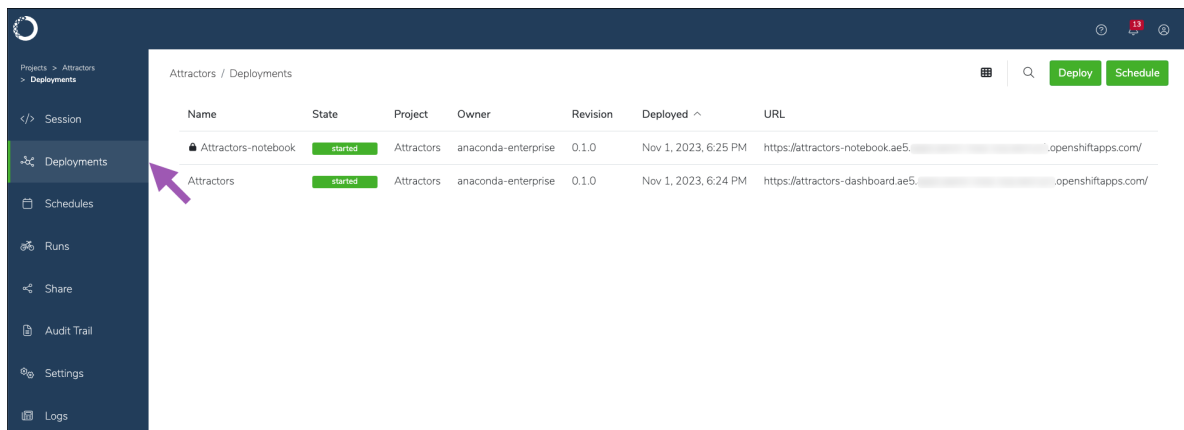 13
Projects > Attractors
> Deployments
Attractors / Deployments
Deploy
Schedule
Name State Project Owner Revision Deployed URL
Attractors-notebook started Attractors anaconda-enterprise 0.1.0 Nov 1, 2023, 6:25 PM https://attractors-notebook.ae5. .openshiftapps.com/
Attractors started Attractors anaconda-enterprise 0.1.0 Nov 1, 2023, 6:24 PM https://attractors-dashboard.ae5. .openshiftapps.com/
</> Session
Deployments
Schedules
Runs
Share
Audit Trail
Settings
Logs